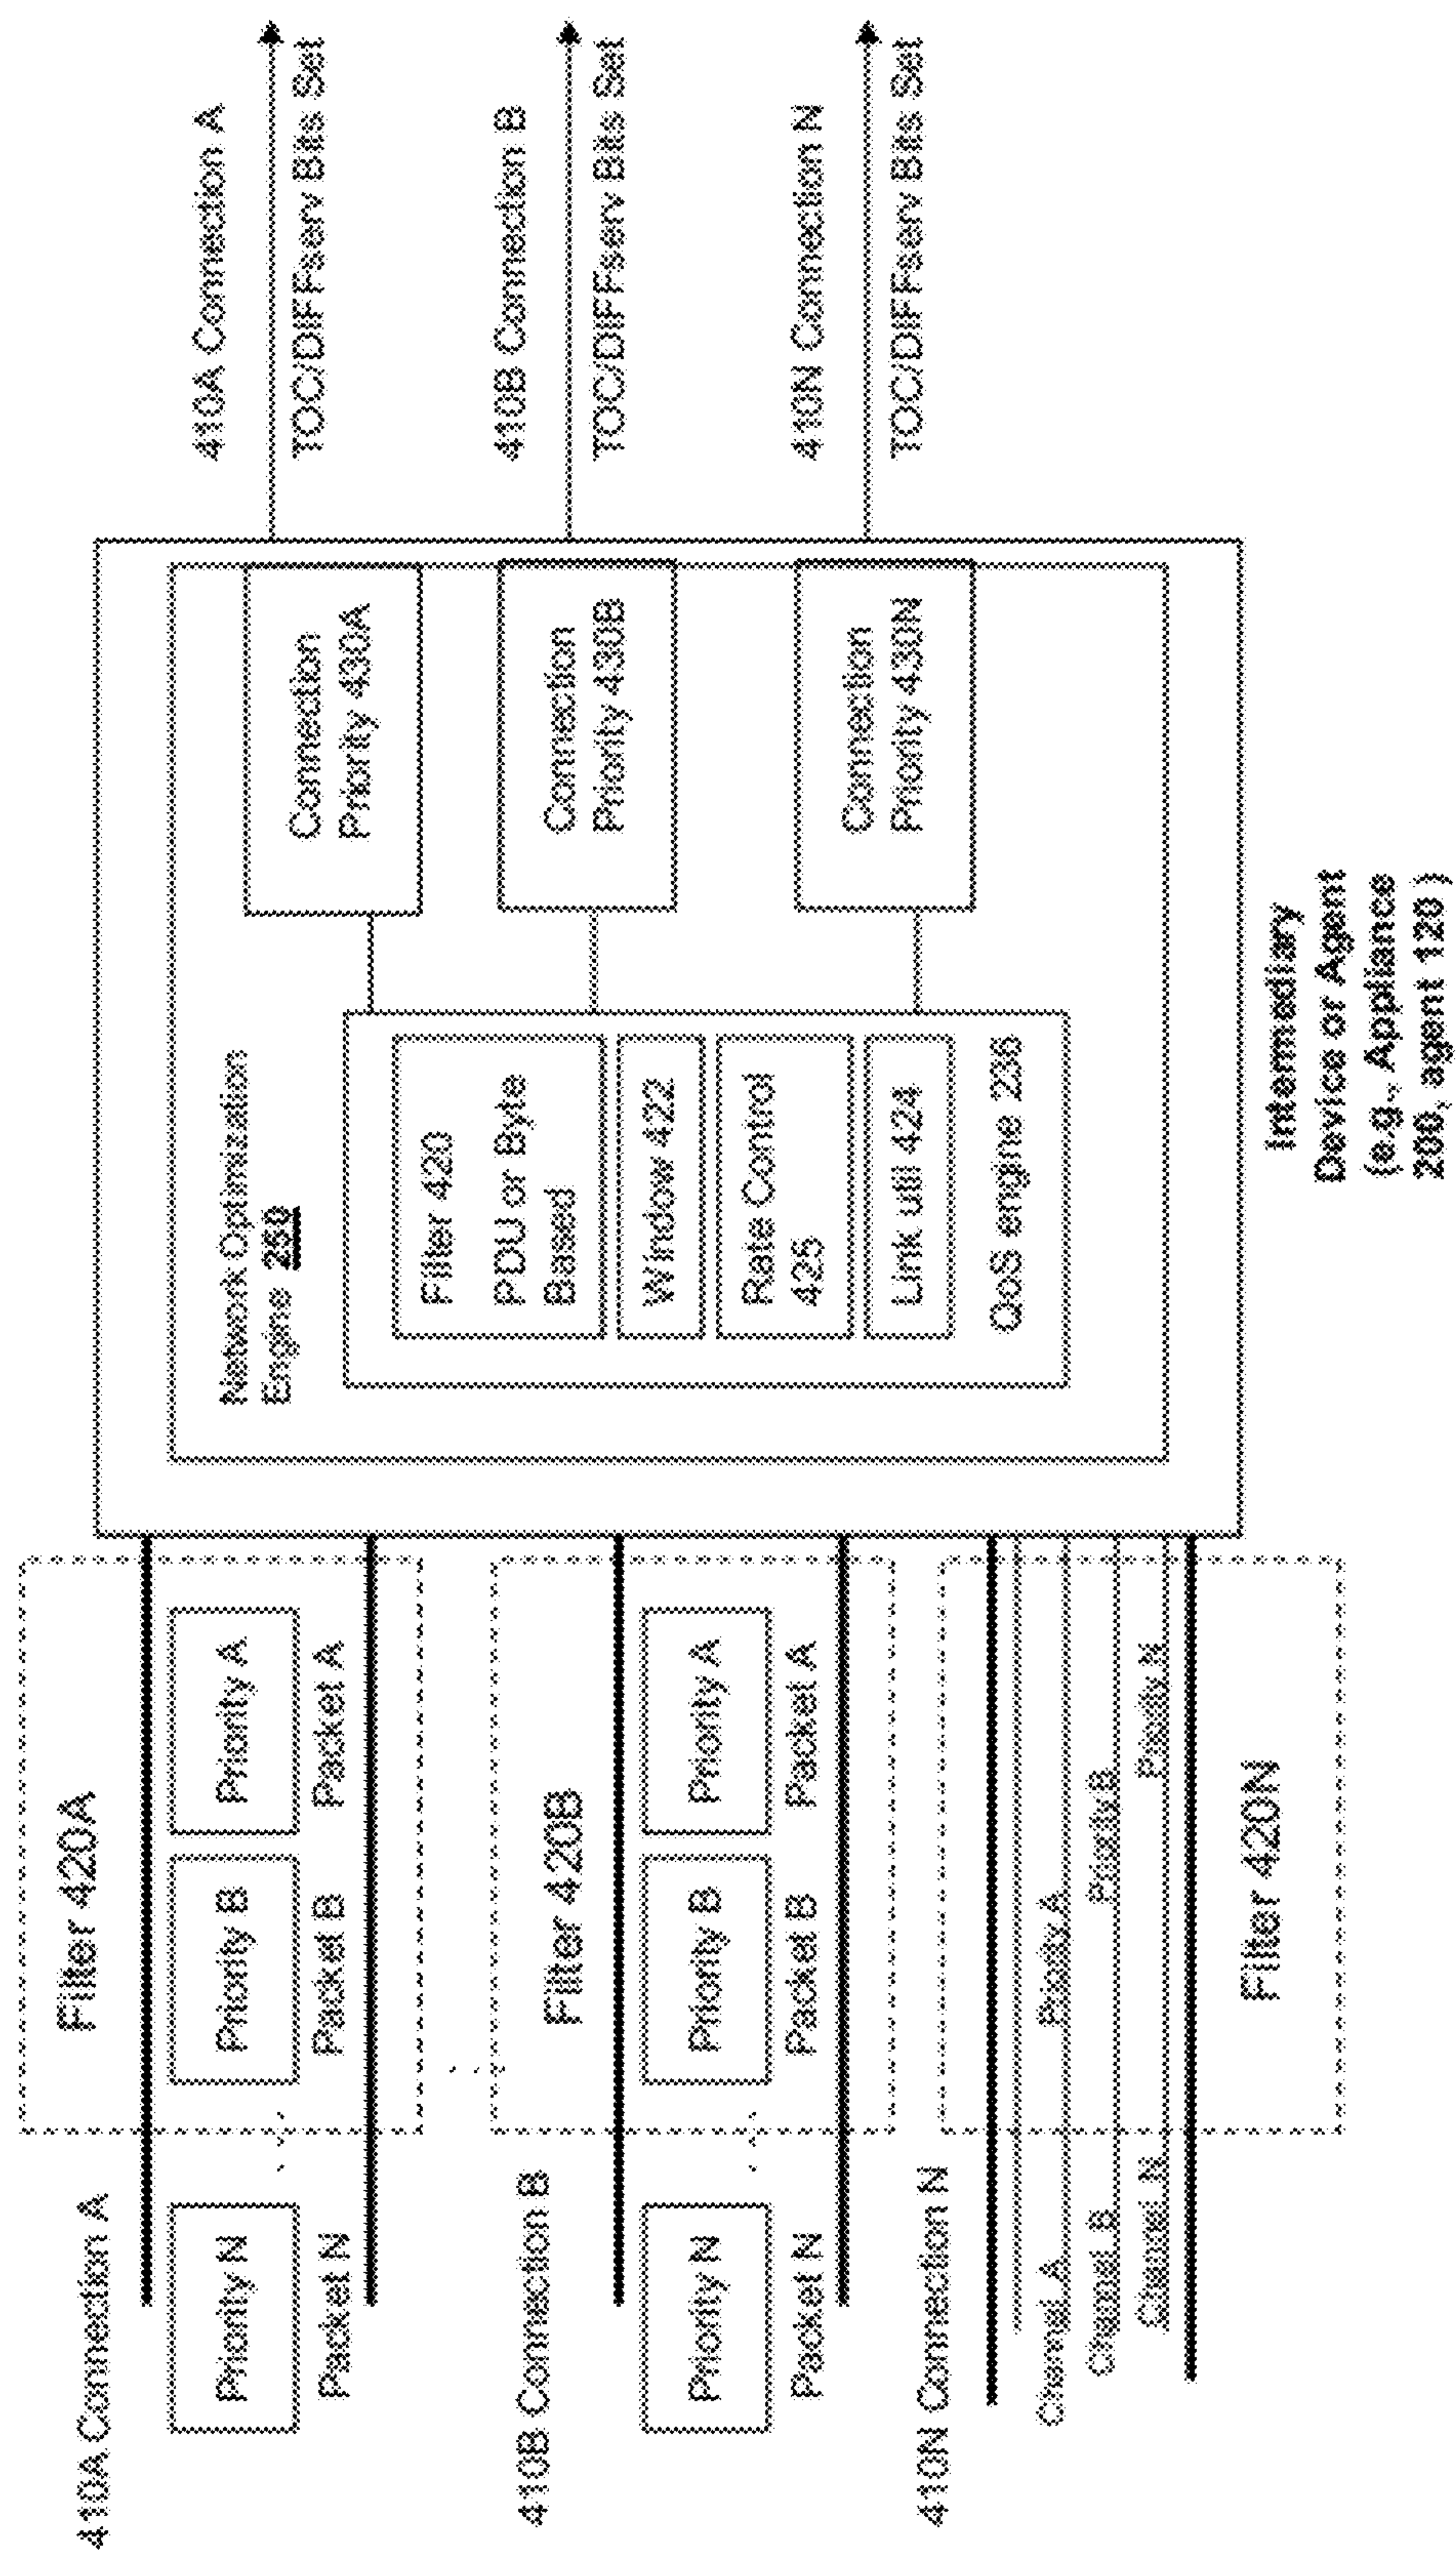 410A Connection A
Filter 420A
Priority N
Priority B
Priority A
Packet N
Packet B
Packet A
410B Connection B
Filter 420B
Priority N
Priority B
Priority A
Packet N
Packet B
Packet A
410N Connection N
Channel A
Priority A
Channel B
Priority B
Channel N
Priority N
Filter 420N
Network Optimization
Engine 250
Filter 420
PDU or Byte
Based
Window 422
Rate Control
425
Link util 424
QoS engine 236
Connection
Priority 430A
Connection
Priority 430B
Connection
Priority 430N
Intermediary
Device or Agent
(e.g., Appliance
200, agent 120 )
410A Connection A
TOC/DIFFserv Bits Set
410B Connection B
TOC/DIFFserv Bits Set
410N Connection N
TOC/DIFFserv Bits Set